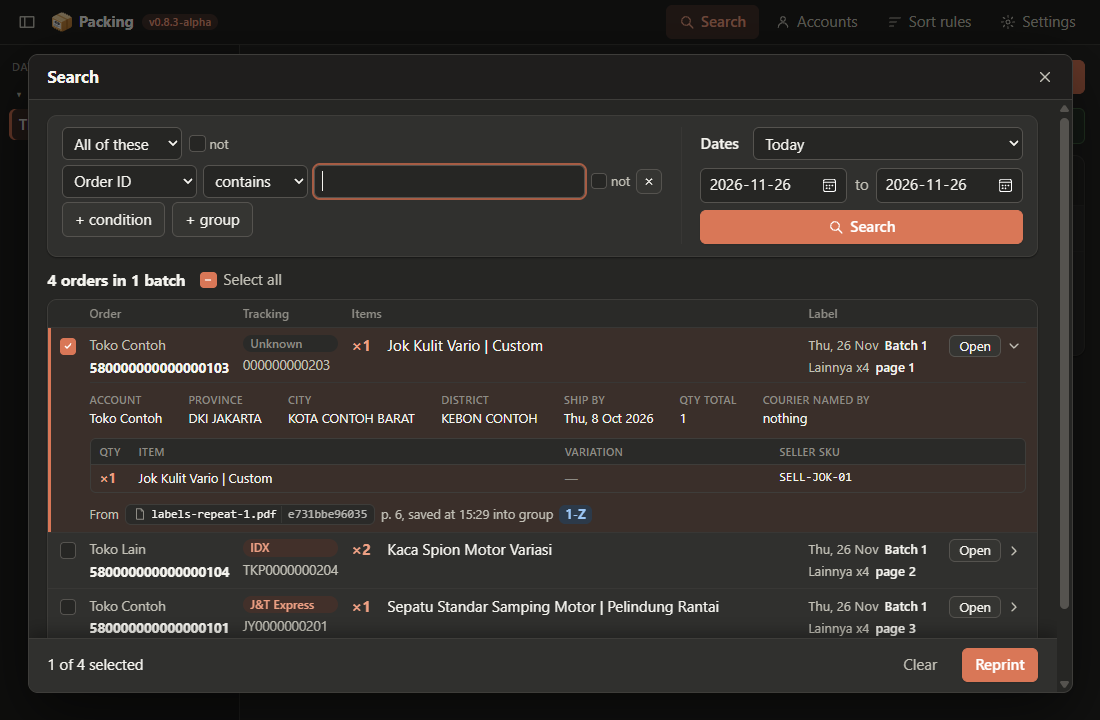 Packing v0.8.3-alpha Search Accounts Sort rules Settings
DA
Search
T
All of these not Dates Today
Order ID contains not 2026-11-26 to 2026-11-26
+ condition + group Search
4 orders in 1 batch Select all
Order Tracking Items Label
Toko Contoh Unknown ×1 Jok Kulit Vario | Custom Thu, 26 Nov Batch 1 Open
580000000000000103 000000000203 Lainnya x4 page 1
ACCOUNT PROVINCE CITY DISTRICT SHIP BY QTY TOTAL COURIER NAMED BY
Toko Contoh DKI JAKARTA KOTA CONTOH BARAT KEBON CONTOH Thu, 8 Oct 2026 1 nothing
QTY ITEM VARIATION SELLER SKU
×1 Jok Kulit Vario | Custom — SELL-JOK-01
From labels-repeat-1.pdf e731bbe96035 p. 6, saved at 15:29 into group 1-Z
Toko Lain IDX ×2 Kaca Spion Motor Variasi Thu, 26 Nov Batch 1 Open
580000000000000104 TKP0000000204 Lainnya x4 page 2
Toko Contoh J&T Express ×1 Sepatu Standar Samping Motor | Pelindung Rantai Thu, 26 Nov Batch 1 Open
580000000000000101 JY0000000201 Lainnya x4 page 3
1 of 4 selected Clear Reprint